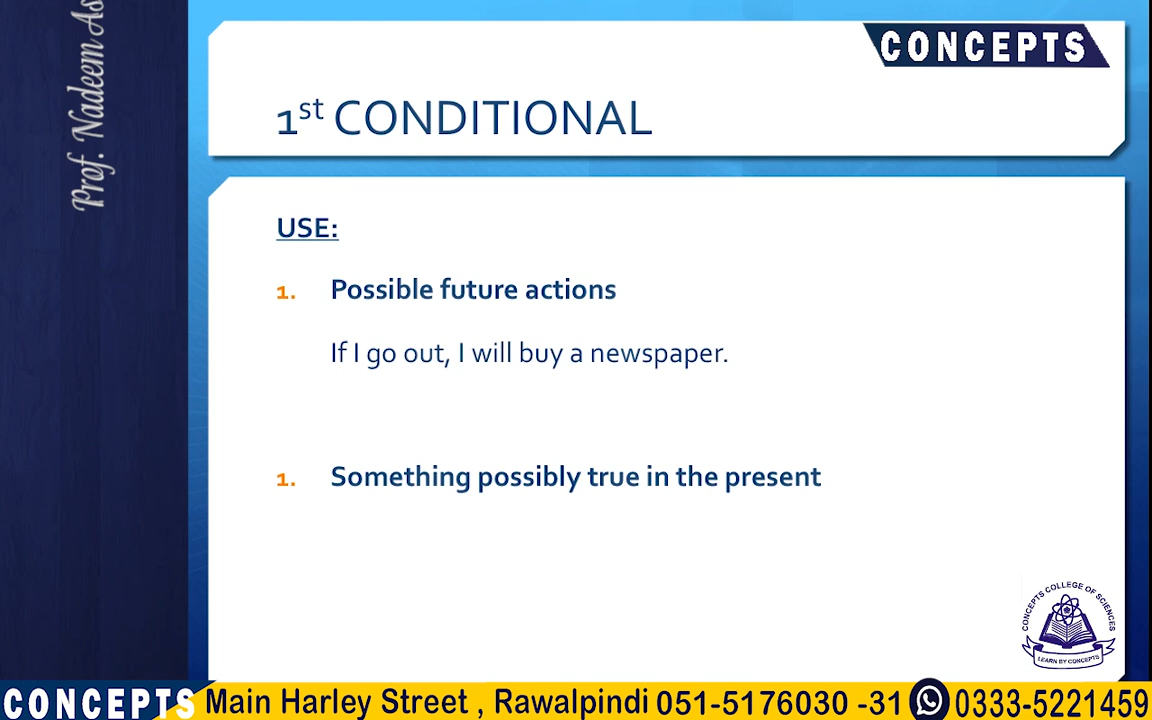 Prof. Nadeem
CONCEPTS
1st CONDITIONAL
USE:
1. Possible future actions
If I go out, I will buy a newspaper.
1. Something possibly true in the present
CONCEPTS COLLEGE OF SCIENCES
LEARN BY CONCEPTS
CONCEPTS Main Harley Street , Rawalpindi 051-5176030 -31 0333-5221459